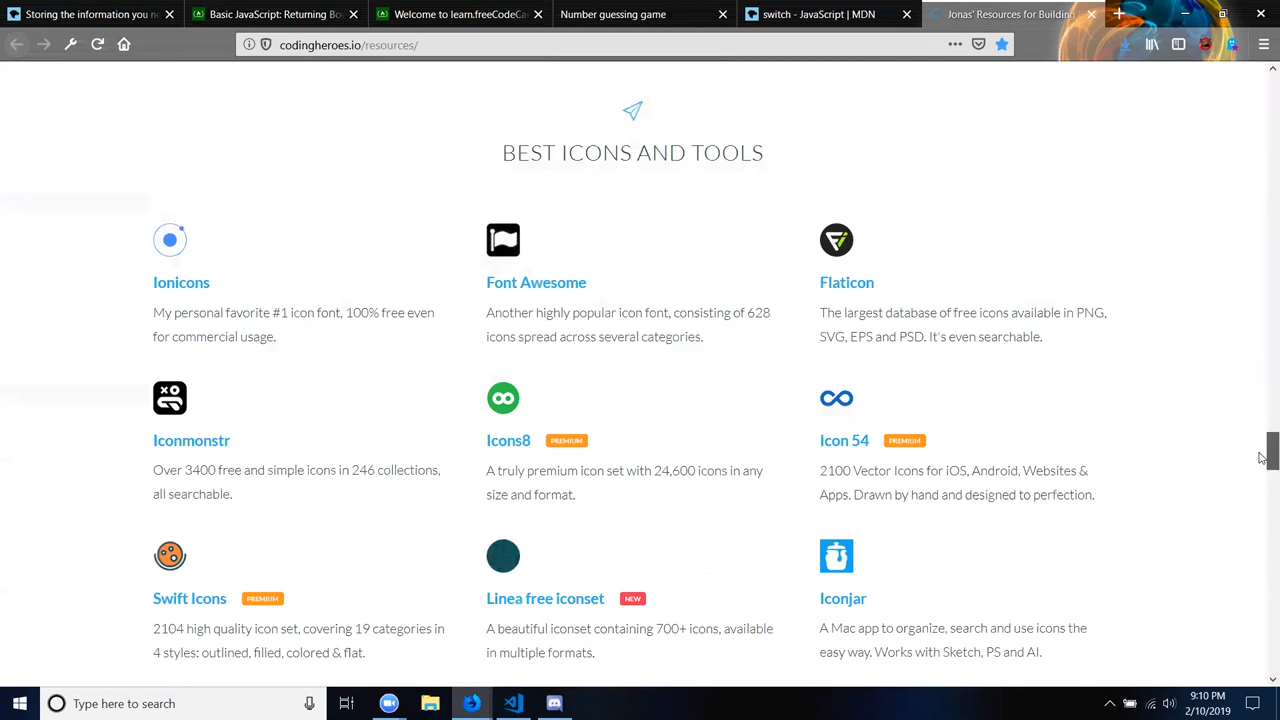 Storing the information you n
Basic JavaScript: Returning Bo
Welcome to learn.freeCodeCa
Number guessing game
switch - JavaScript | MDN
Jonas' Resources for Building
codingheroes.io/resources/
BEST ICONS AND TOOLS
Ionicons
My personal favorite #1 icon font, 100% free even
for commercial usage.
Font Awesome
Another highly popular icon font, consisting of 628
icons spread across several categories.
Flaticon
The largest database of free icons available in PNG,
SVG, EPS and PSD. It's even searchable.
Iconmonstr
Over 3400 free and simple icons in 246 collections,
all searchable.
Icons8 PREMIUM
A truly premium icon set with 24,600 icons in any
size and format.
Icon 54 PREMIUM
2100 Vector Icons for iOS, Android, Websites &
Apps. Drawn by hand and designed to perfection.
Swift Icons PREMIUM
2104 high quality icon set, covering 19 categories in
4 styles: outlined, filled, colored & flat.
Linea free iconset NEW
A beautiful iconset containing 700+ icons, available
in multiple formats.
Iconjar
A Mac app to organize, search and use icons the
easy way. Works with Sketch, PS and AI.
Type here to search
9:10 PM
2/10/2019